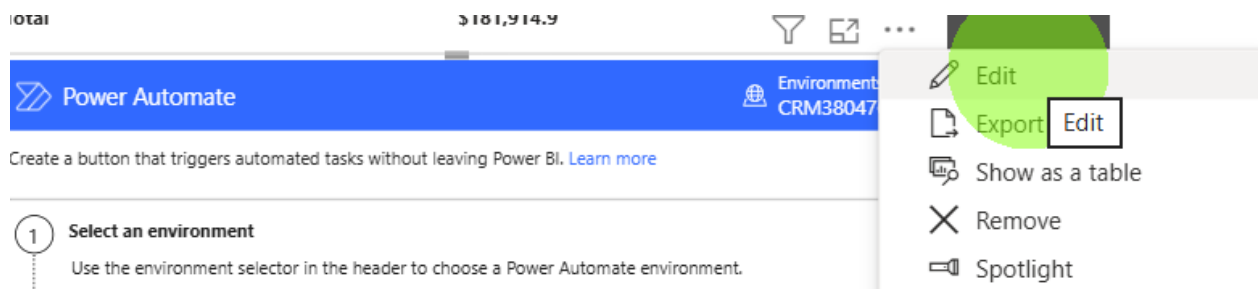 otal $181,914.9
Power Automate
Environment
CRM38047
Create a button that triggers automated tasks without leaving Power BI. Learn more
1 Select an environment
Use the environment selector in the header to choose a Power Automate environment.
Edit
Export
Edit
Show as a table
Remove
Spotlight